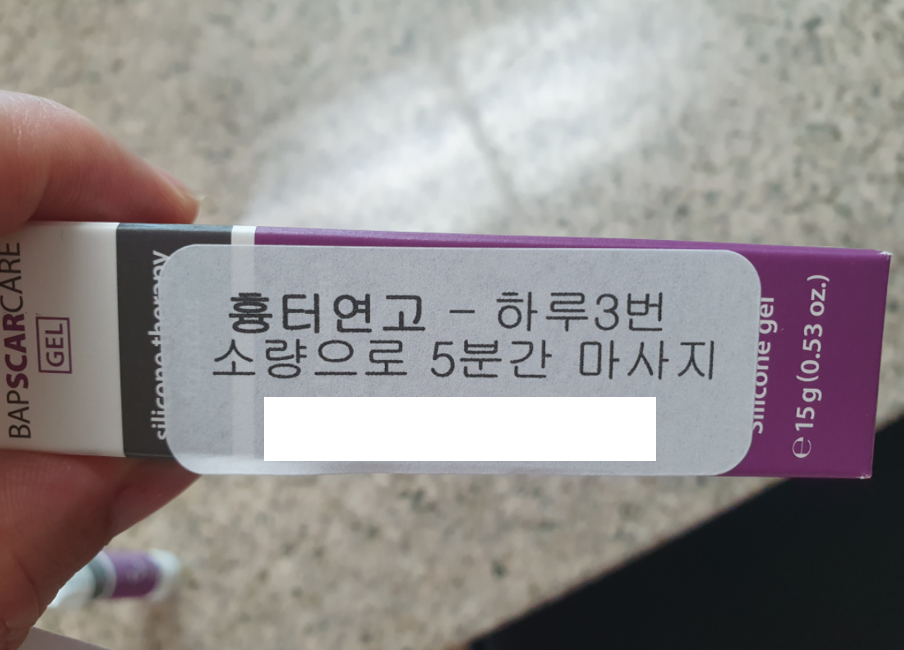 흉터연고 - 하루3번
소량으로 5분간 마사지
BAPSCARCARE
GEL
silicone therapy
silicone gel
℮ 15 g (0.53 oz.)